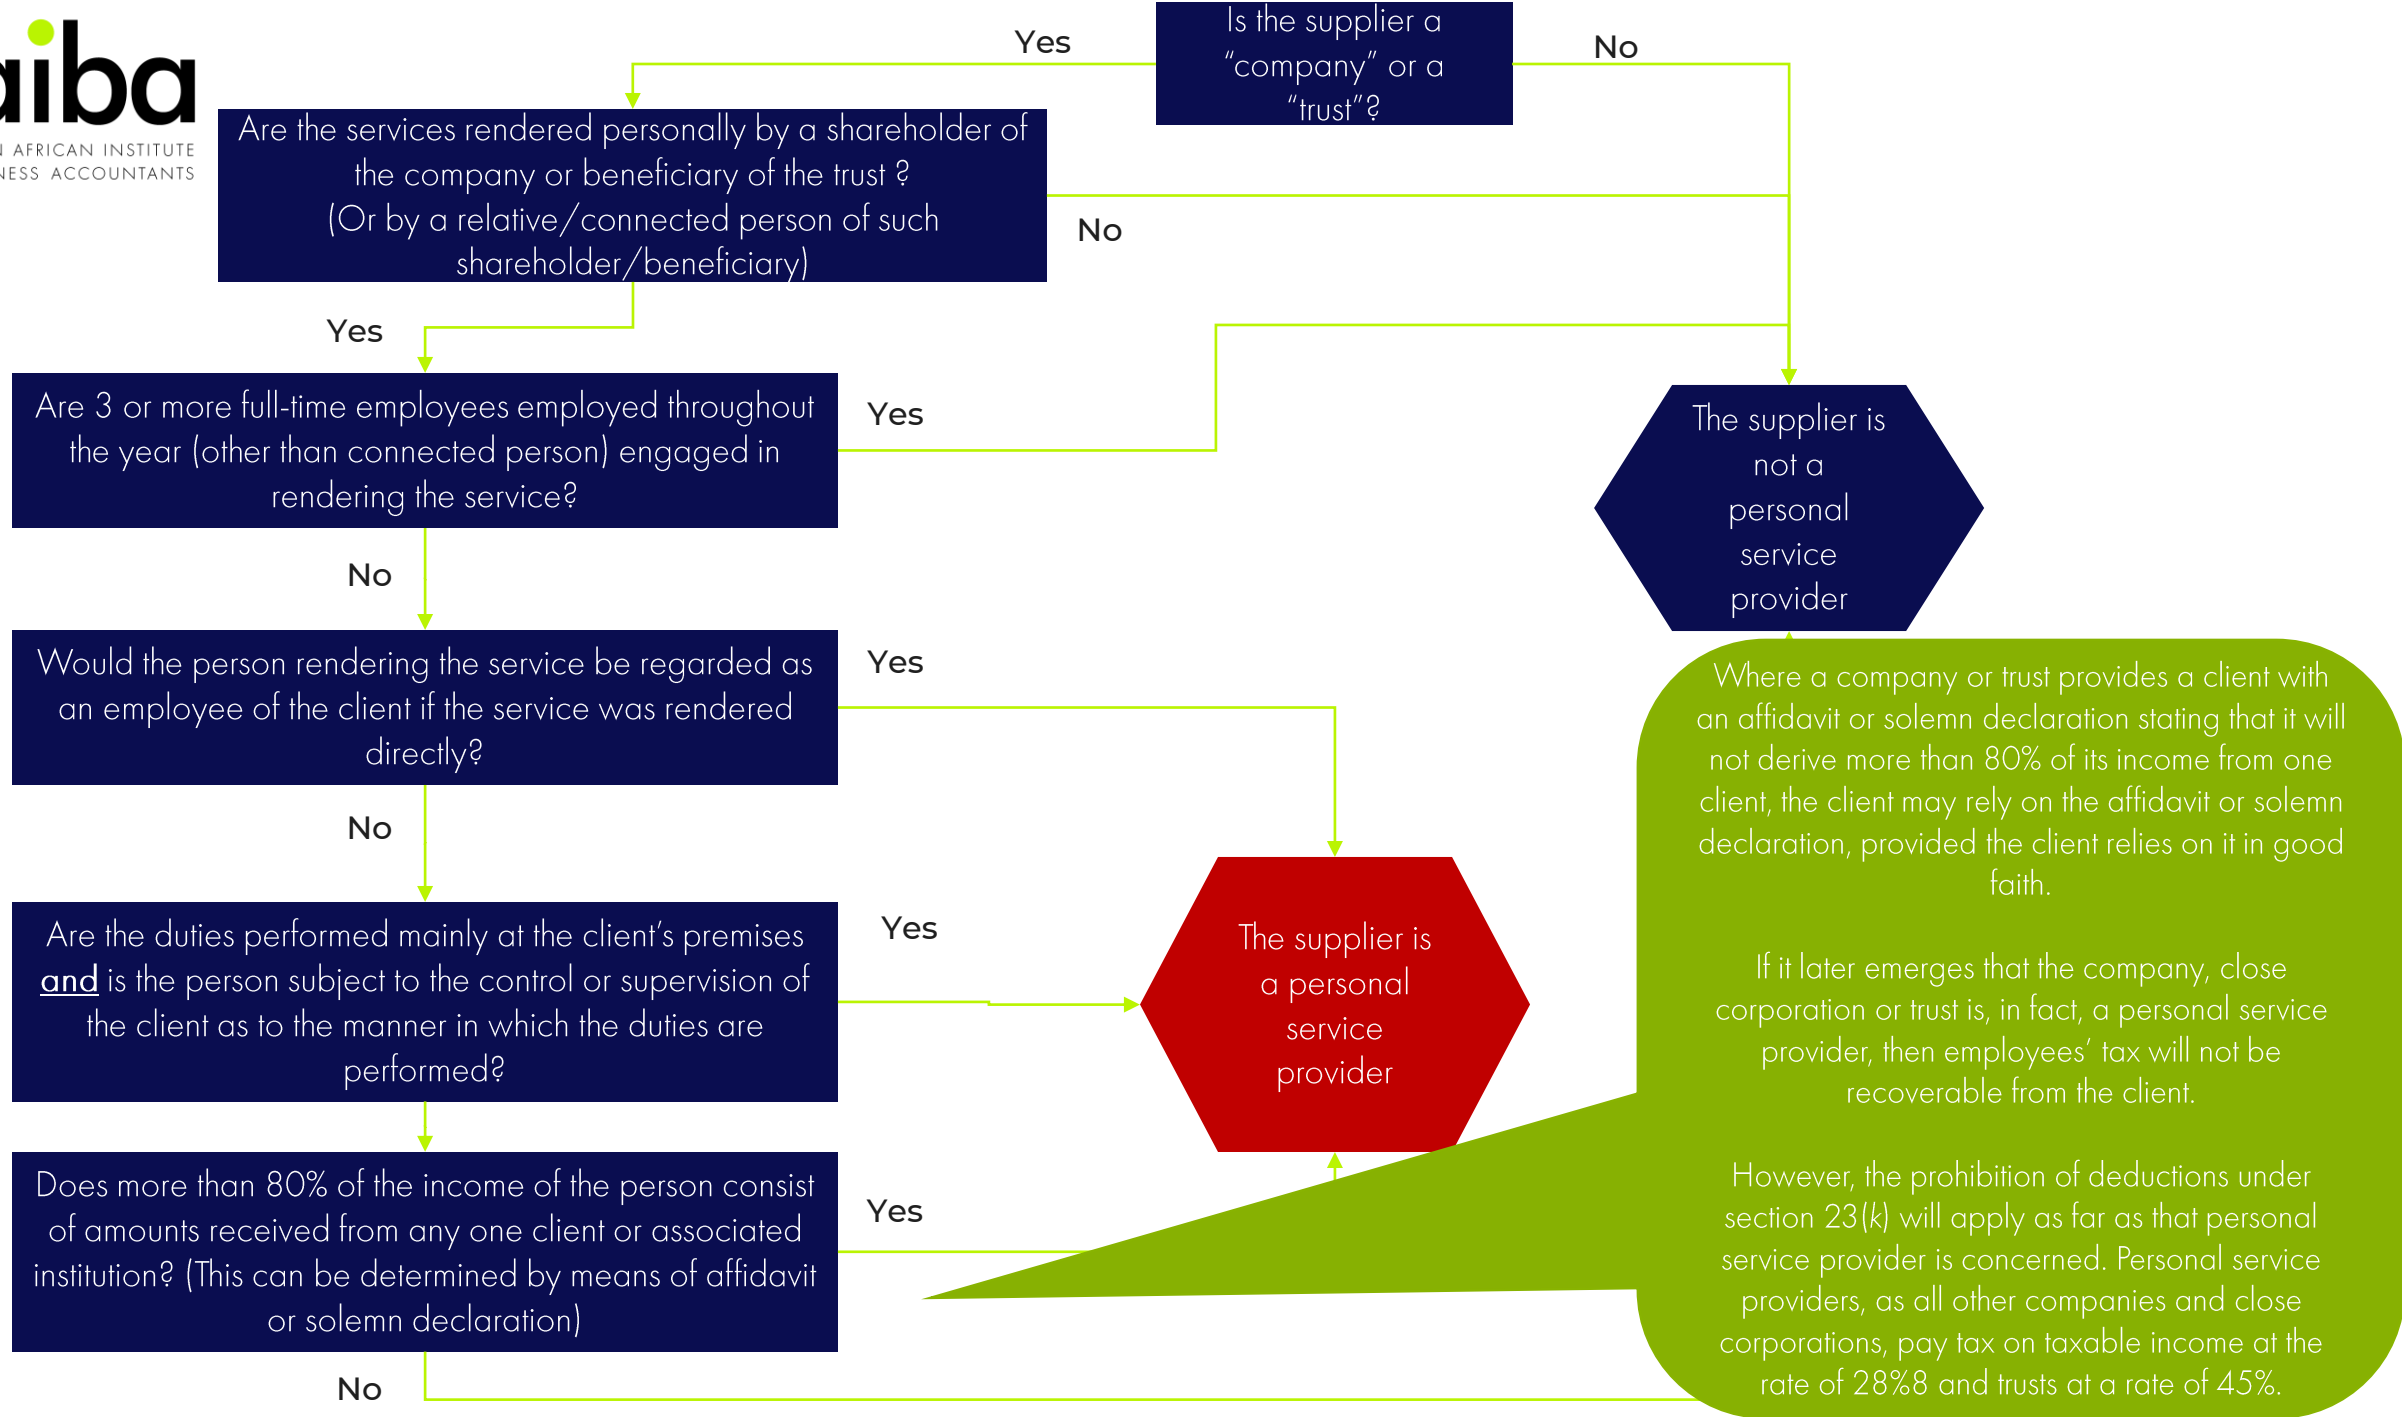 aiba
AFRICAN INSTITUTE
NESS ACCOUNTANTS
Is the supplier a
“company” or a
“trust”?
Yes
No
Are the services rendered personally by a shareholder of
the company or beneficiary of the trust ?
(Or by a relative/connected person of such
shareholder/beneficiary)
No
Yes
Are 3 or more full-time employees employed throughout
the year (other than connected person) engaged in
rendering the service?
Yes
The supplier is
not a
personal
service
provider
No
Would the person rendering the service be regarded as
an employee of the client if the service was rendered
directly?
Yes
No
Are the duties performed mainly at the client’s premises
and is the person subject to the control or supervision of
the client as to the manner in which the duties are
performed?
Yes
The supplier is
a personal
service
provider
Does more than 80% of the income of the person consist
of amounts received from any one client or associated
institution? (This can be determined by means of affidavit
or solemn declaration)
Yes
No
Where a company or trust provides a client with
an affidavit or solemn declaration stating that it will
not derive more than 80% of its income from one
client, the client may rely on the affidavit or solemn
declaration, provided the client relies on it in good
faith.
If it later emerges that the company, close
corporation or trust is, in fact, a personal service
provider, then employees’ tax will not be
recoverable from the client.
However, the prohibition of deductions under
section 23(k) will apply as far as that personal
service provider is concerned. Personal service
providers, as all other companies and close
corporations, pay tax on taxable income at the
rate of 28%8 and trusts at a rate of 45%.